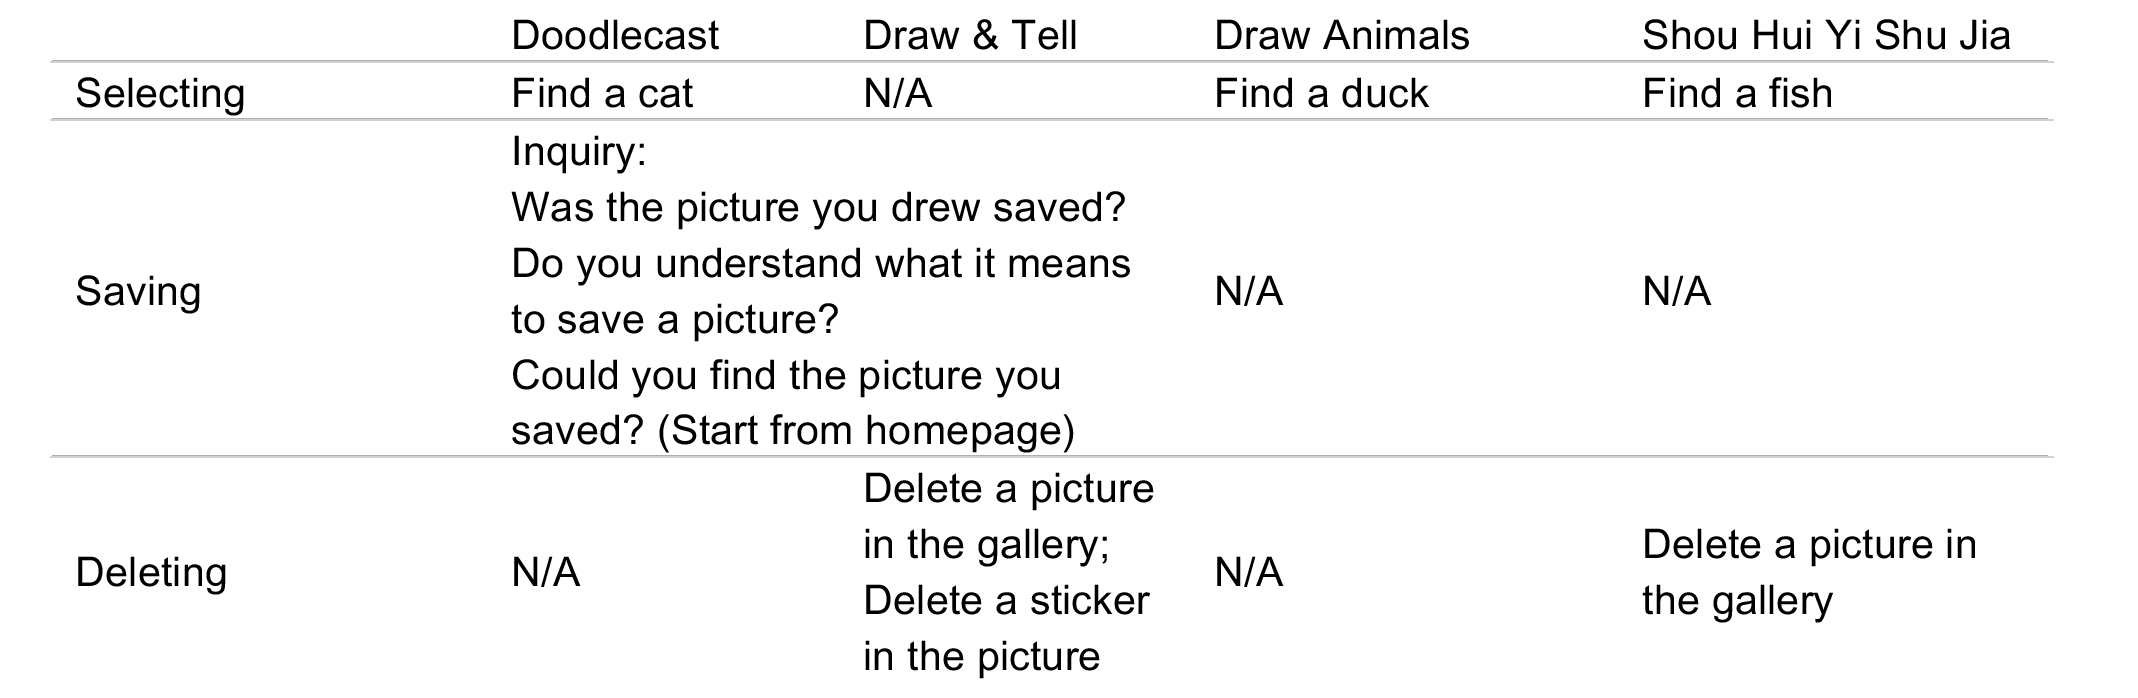 Doodlecast Draw & Tell Draw Animals Shou Hui Yi Shu Jia
Selecting Find a cat N/A Find a duck Find a fish
Inquiry:
Was the picture you drew saved?
Do you understand what it means
Saving N/A N/A
to save a picture?
Could you find the picture you
saved? (Start from homepage)
Delete a picture
in the gallery; Delete a picture in
Deleting N/A N/A
Delete a sticker the gallery
in the picture